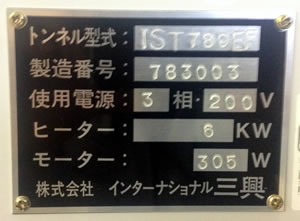 トンネル型式: IST786B
製造番号: 783003
使用電源: 3 相・200 V
ヒーター: 6 KW
モーター: 305 W
株式会社 インターナショナル三興